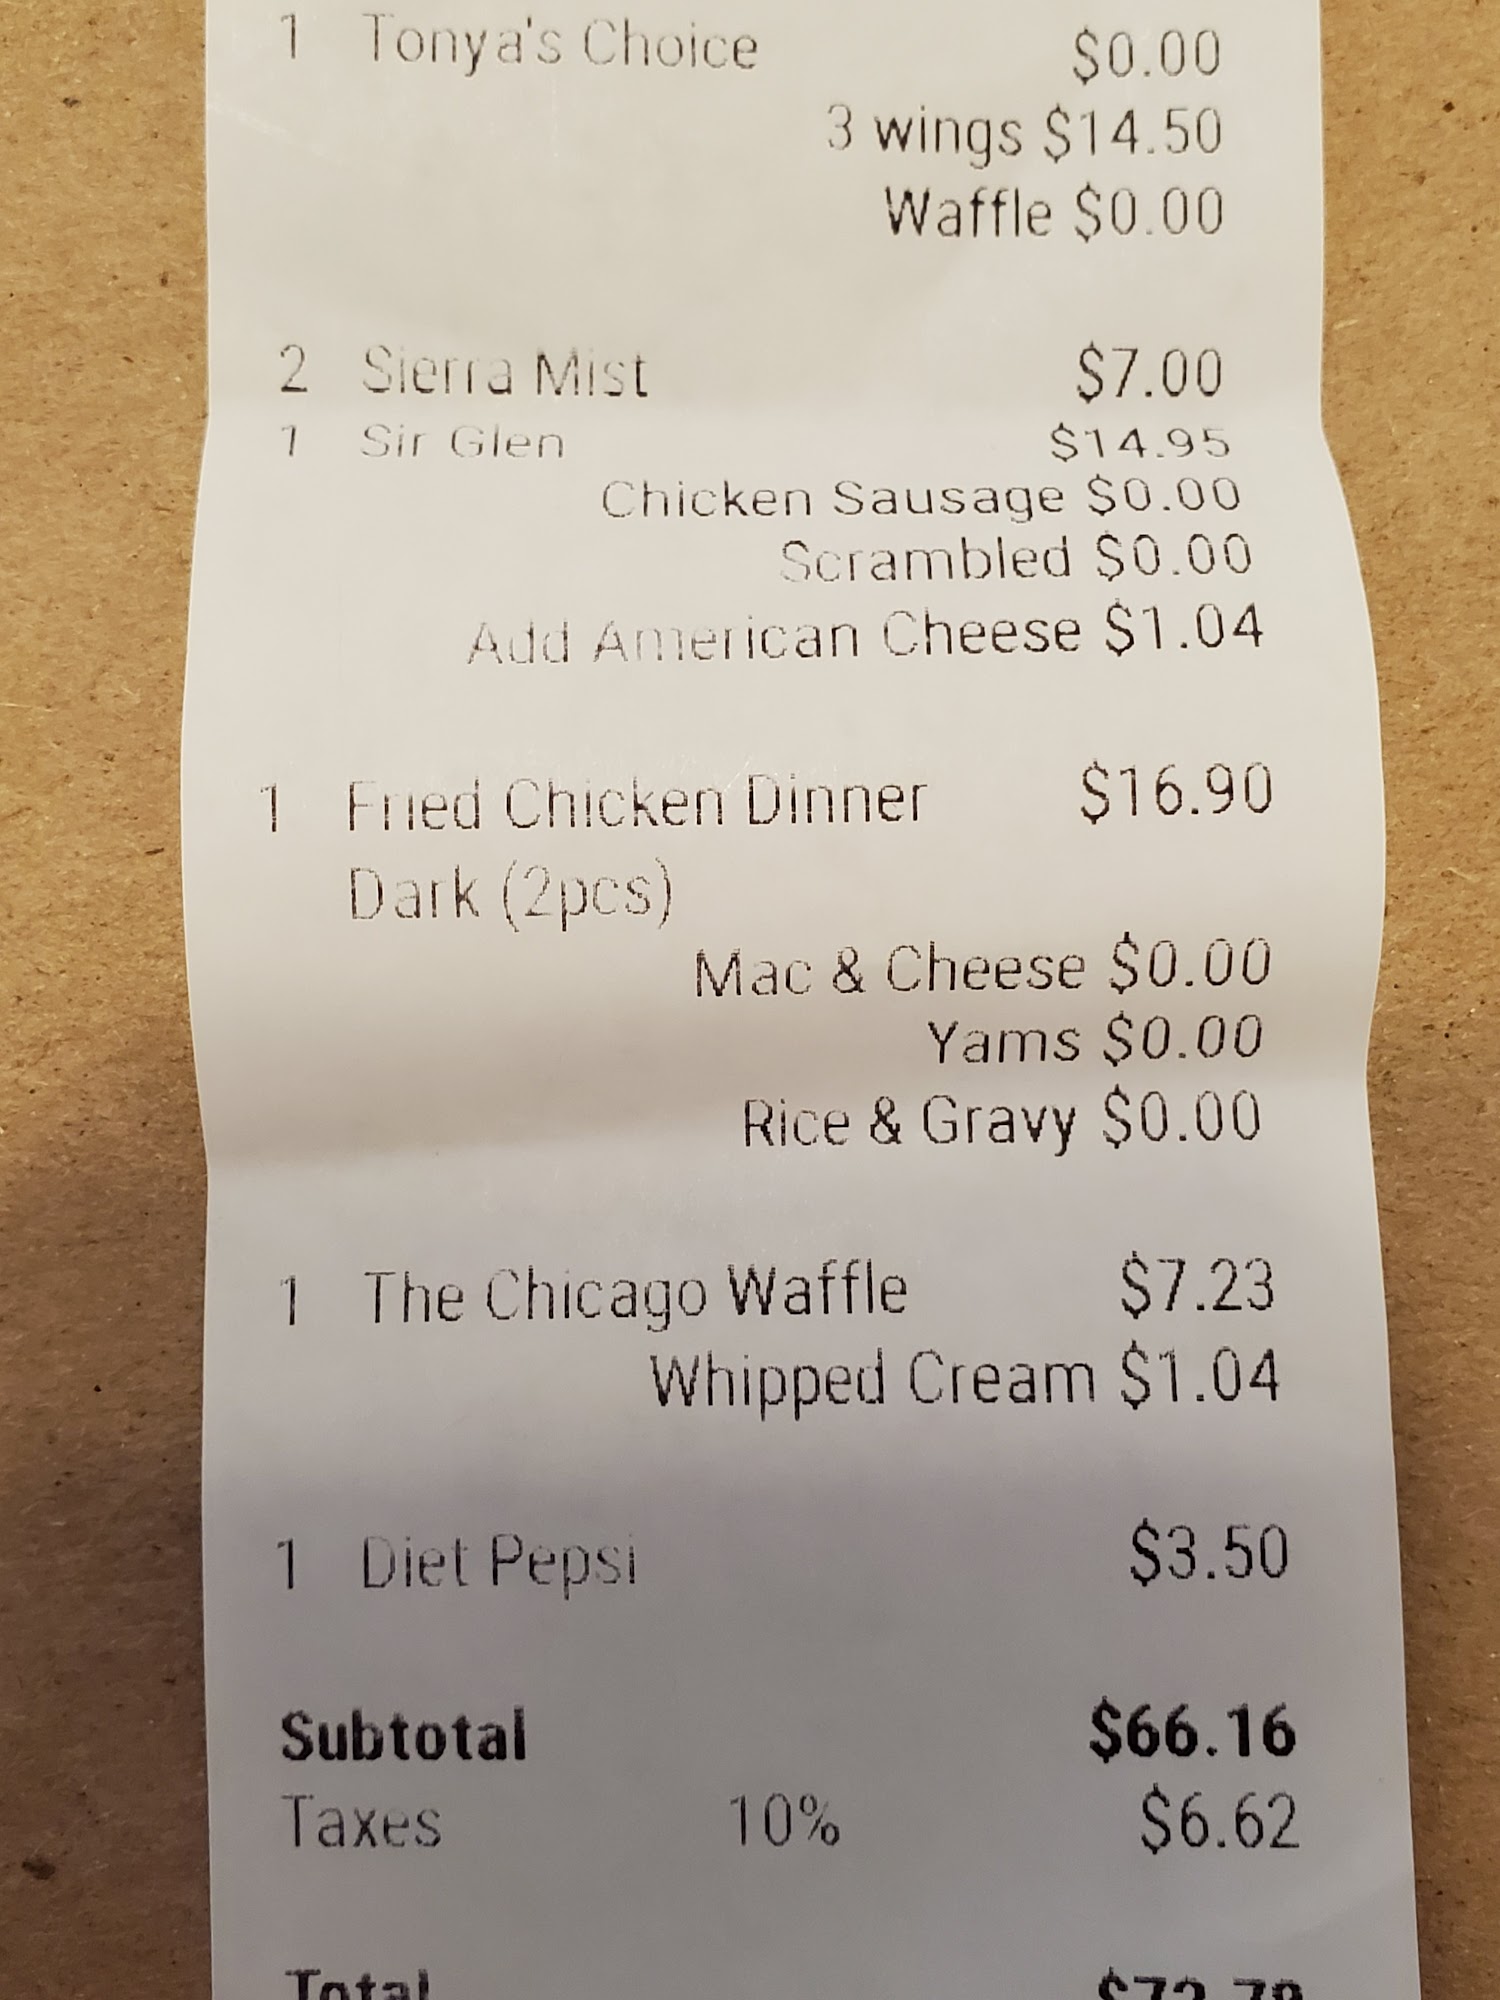 1 Tonya's Choice $0.00
3 wings $14.50
Waffle $0.00
2 Sierra Mist $7.00
1 Sir Glen $14.95
Chicken Sausage $0.00
Scrambled $0.00
Add American Cheese $1.04
1 Fried Chicken Dinner $16.90
Dark (2pcs)
Mac & Cheese $0.00
Yams $0.00
Rice & Gravy $0.00
1 The Chicago Waffle $7.23
Whipped Cream $1.04
1 Diet Pepsi $3.50
Subtotal $66.16
Taxes 10% $6.62
Total $72.78